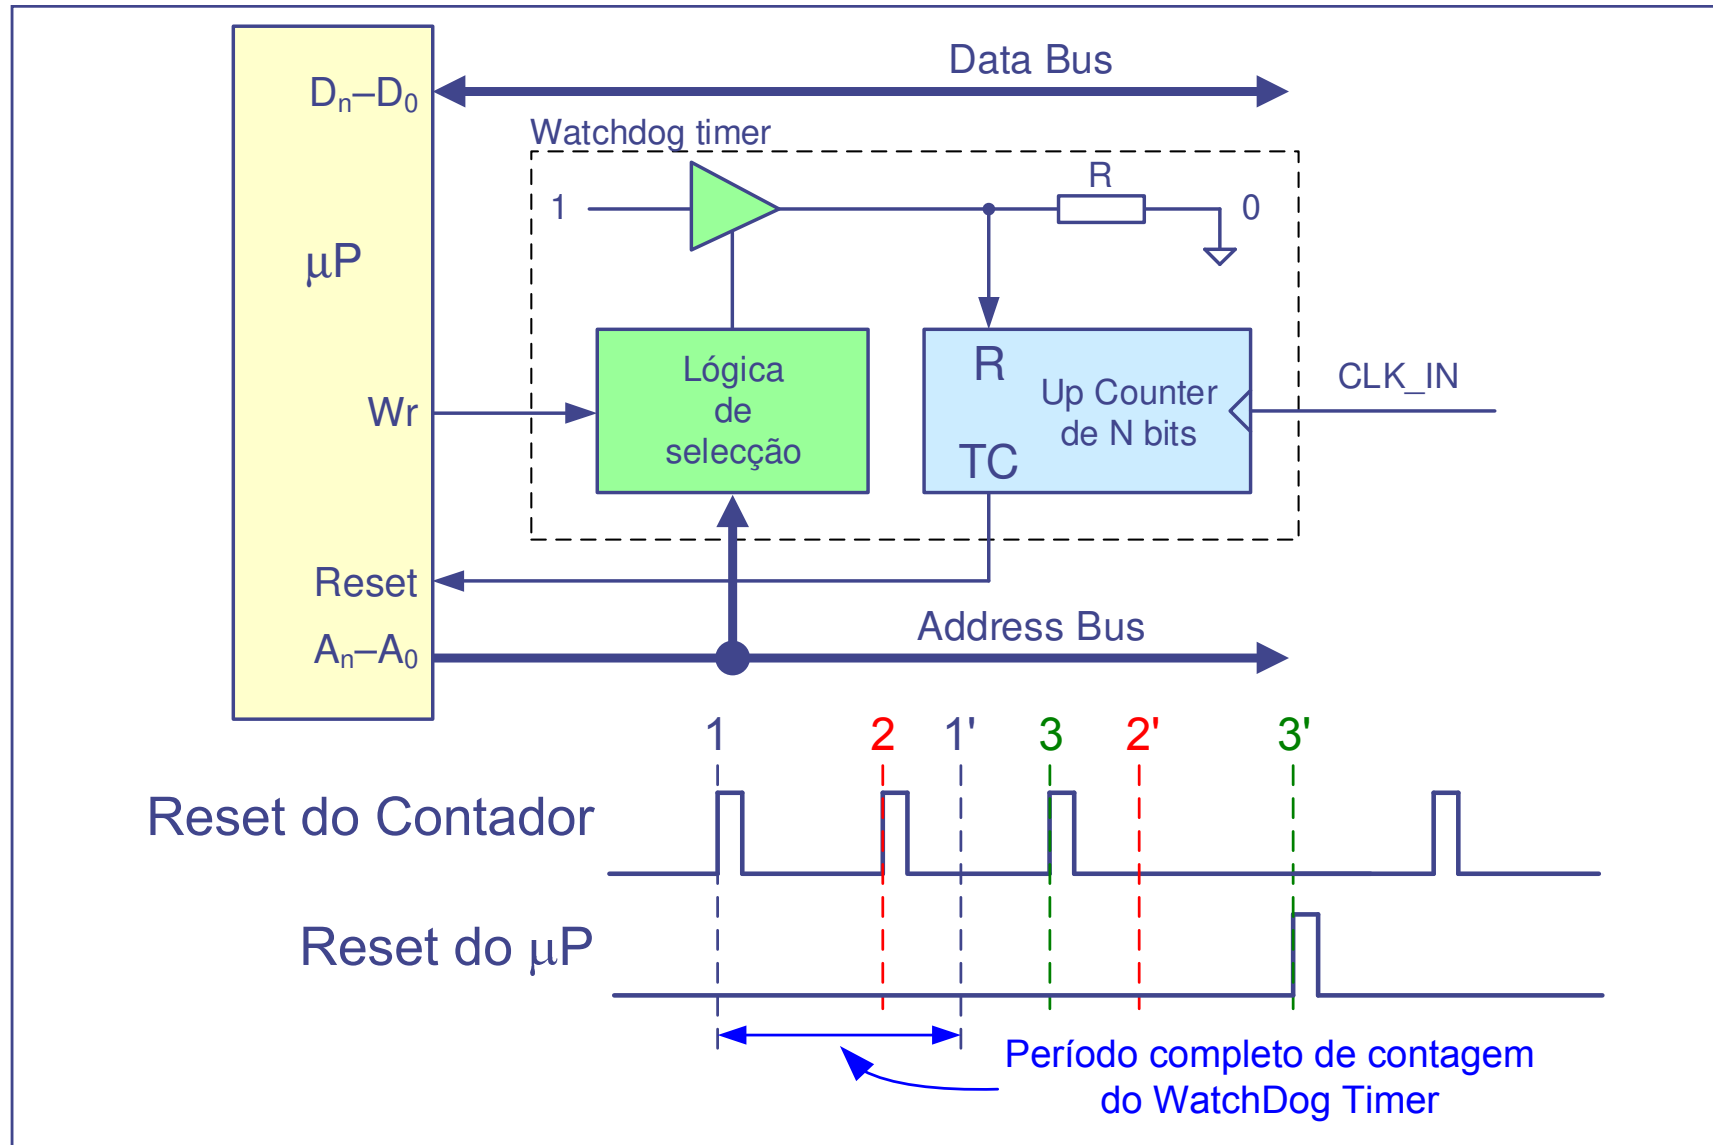 Data Bus
Dn–D0
Watchdog timer
R
1
0
μP
Lógica
de
selecção
R
Up Counter
de N bits
TC
CLK_IN
Wr
Reset
Address Bus
An–A0
1 2 1' 3 2' 3'
Reset do Contador
Reset do μP
Período completo de contagem
do WatchDog Timer